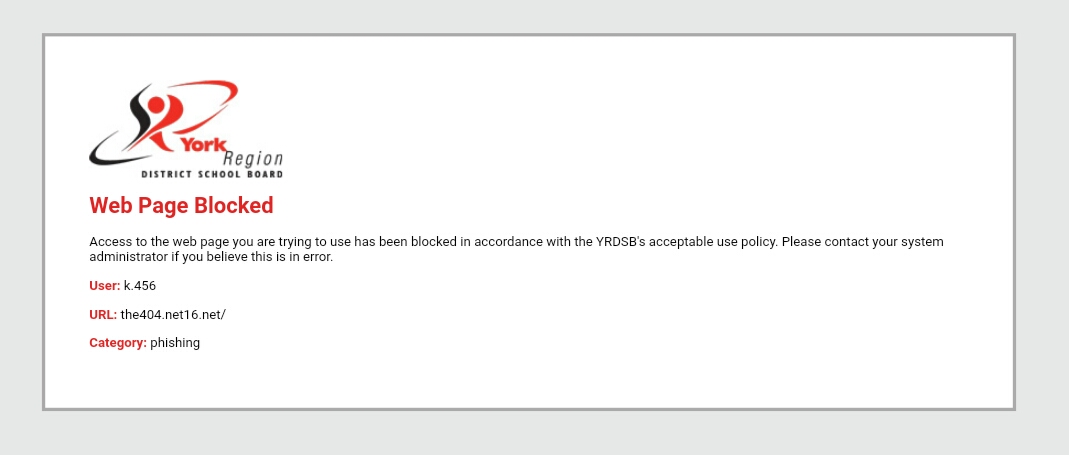 York
Region
DISTRICT SCHOOL BOARD
Web Page Blocked
Access to the web page you are trying to use has been blocked in accordance with the YRDSB's acceptable use policy. Please contact your system
administrator if you believe this is in error.
User: k.456
URL: the404.net16.net/
Category: phishing